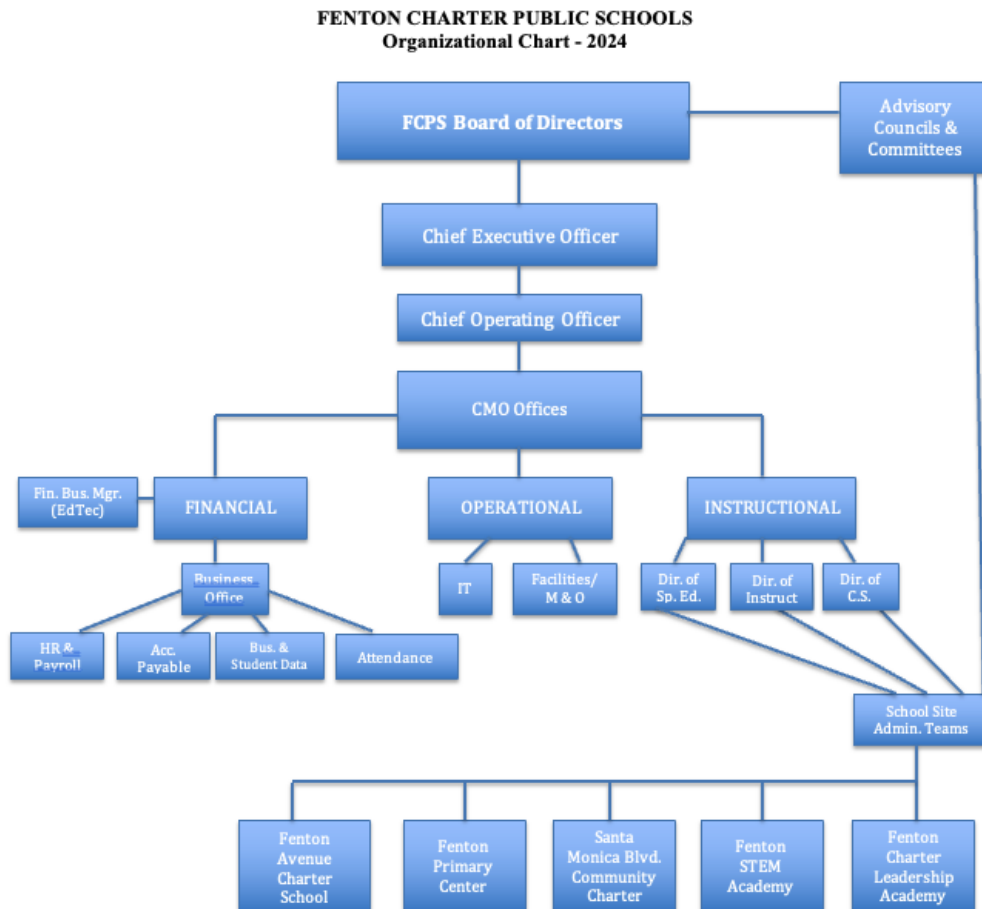 FENTON CHARTER PUBLIC SCHOOLS
Organizational Chart - 2024
FCPS Board of Directors
Advisory
Councils &
Committees
Chief Executive Officer
Chief Operating Officer
CMO Offices
Fin. Bus. Mgr.
(EdTec)
FINANCIAL
OPERATIONAL
INSTRUCTIONAL
Business
Office
IT
Facilities/
M & O
Dir. of
Sp. Ed.
Dir. of
Instruct
Dir. of
C.S.
HR &
Payroll
Acc.
Payable
Bus. &
Student Data
Attendance
School Site
Admin. Teams
Fenton
Avenue
Charter
School
Fenton
Primary
Center
Santa
Monica Blvd.
Community
Charter
Fenton
STEM
Academy
Fenton
Charter
Leadership
Academy